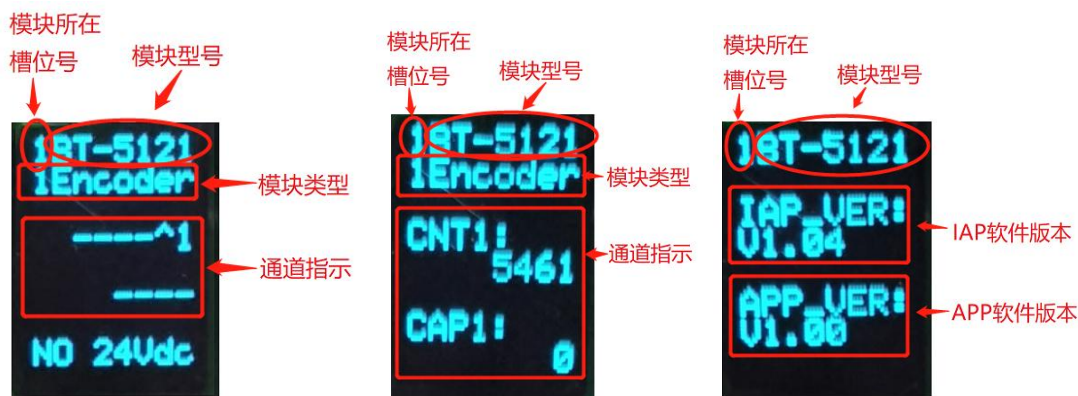 模块所在
槽位号
模块型号
1BT-5121
1Encoder
模块类型
----^1
通道指示
----
NO 24Vdc
模块所在
槽位号
模块型号
1BT-5121
1Encoder
模块类型
CNT1:
5461
通道指示
CAP1:
0
模块所在
槽位号
模块型号
1BT-5121
IAP_VER:
V1.04
IAP软件版本
APP_VER:
V1.00
APP软件版本